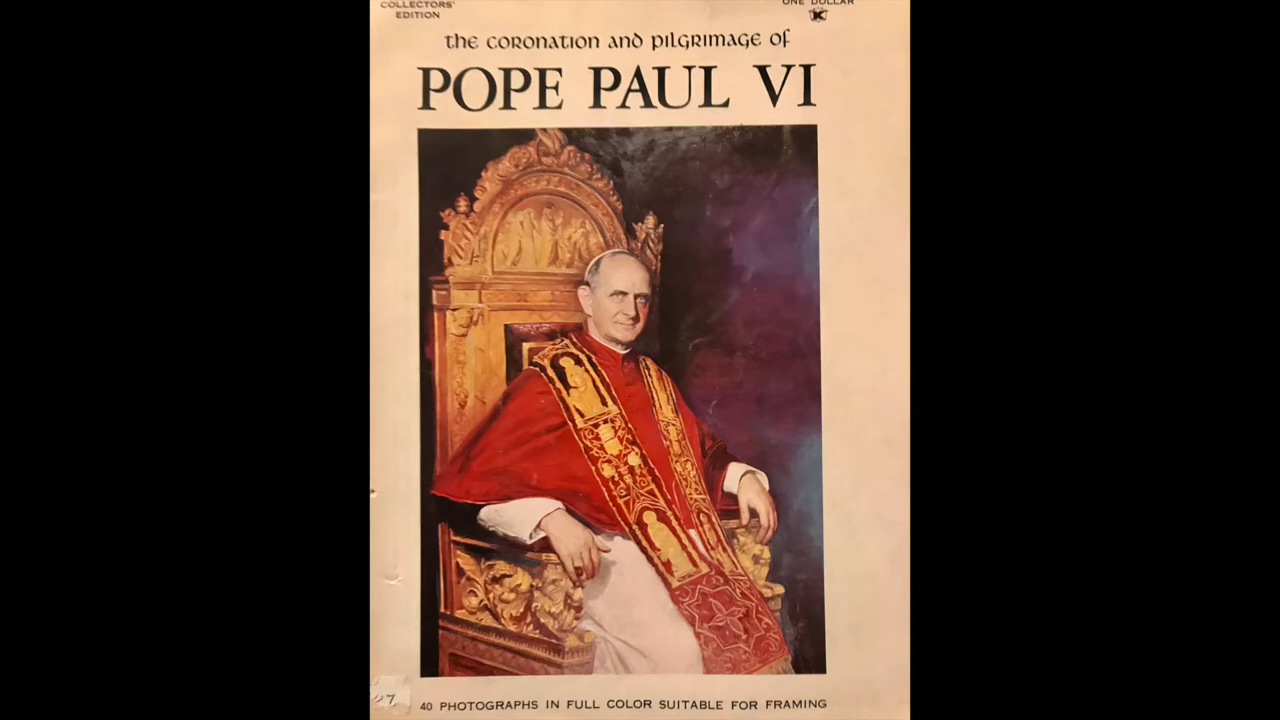 COLLECTORS'
EDITION
ONE DOLLAR
K
the coronation and pilgrimage of
POPE PAUL VI
7
40 PHOTOGRAPHS IN FULL COLOR SUITABLE FOR FRAMING